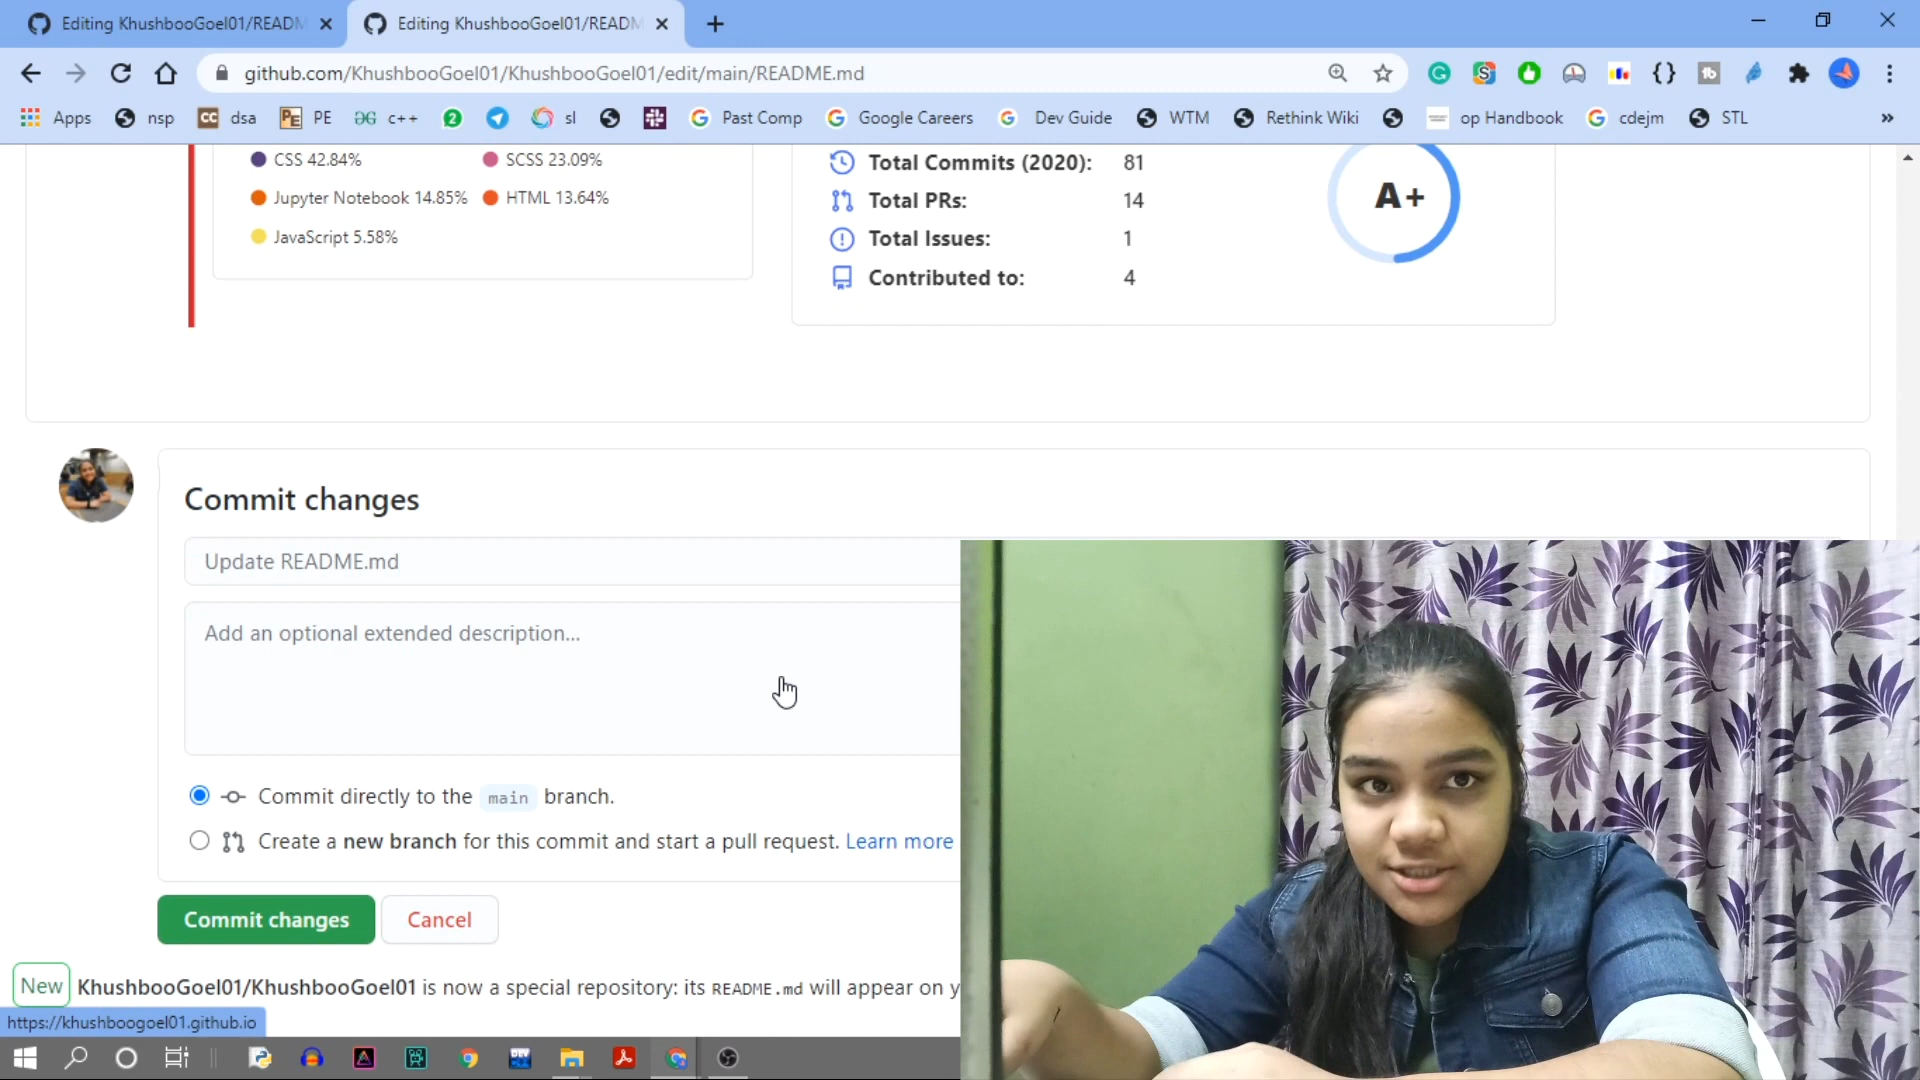 Editing KhushbooGoel01/READM
Editing KhushbooGoel01/READM
github.com/KhushbooGoel01/KhushbooGoel01/edit/main/README.md
Apps nsp dsa PE c++ sl Past Comp Google Careers Dev Guide WTM Rethink Wiki op Handbook cdejm STL »
CSS 42.84% SCSS 23.09%
Jupyter Notebook 14.85% HTML 13.64%
JavaScript 5.58%
Total Commits (2020): 81
Total PRs: 14
Total Issues: 1
Contributed to: 4
A+
Commit changes
Update README.md
Add an optional extended description...
Commit directly to the main branch.
Create a new branch for this commit and start a pull request. Learn more
Commit changes Cancel
New KhushbooGoel01/KhushbooGoel01 is now a special repository: its README.md will appear on y
https://khushboogoel01.github.io